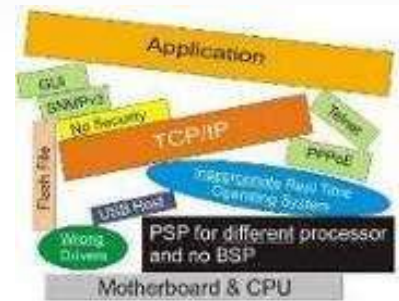 Application
GUI
SNMPv3
No Security
TCP/IP
Telnet
PPPoE
Flash File
Inappropriate Real Time
Operating System
USB Host
Wrong
Drivers
PSP for different processor
and no BSP
Motherboard & CPU